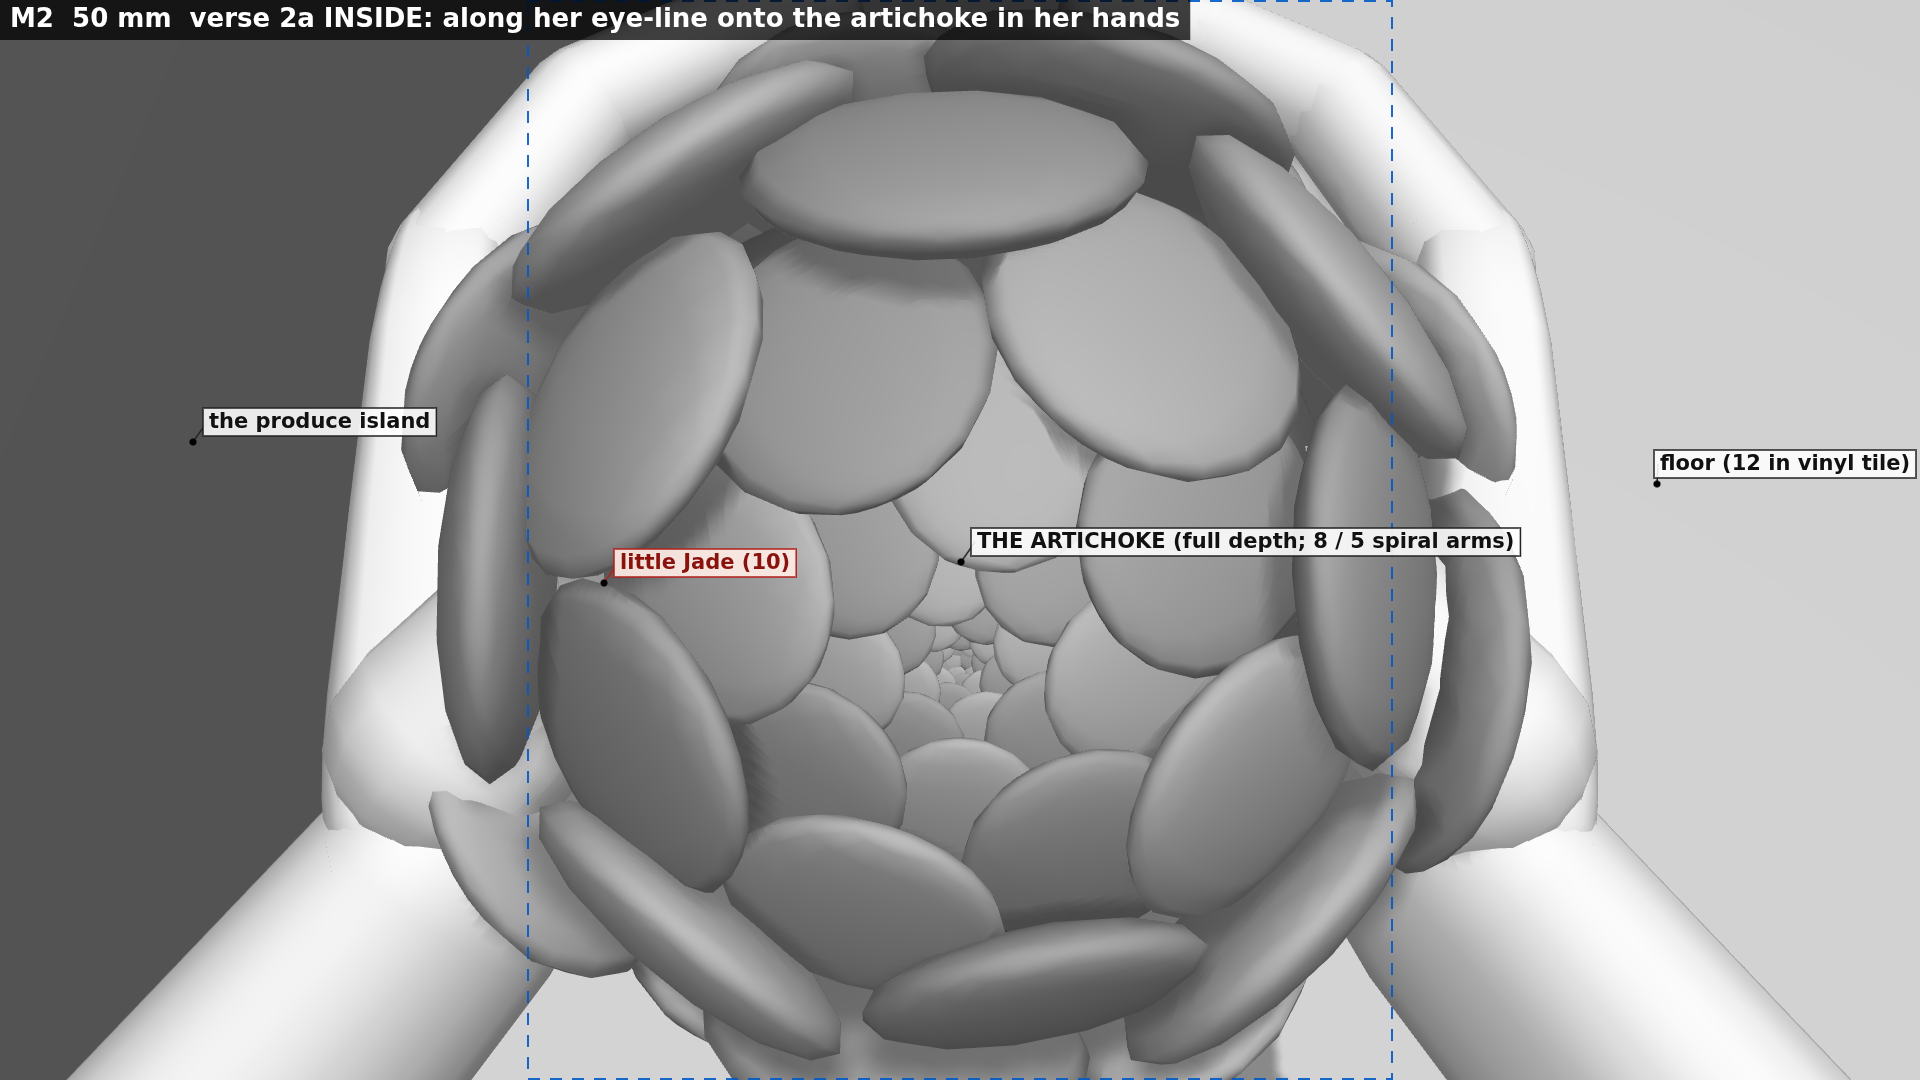 M2  50 mm  verse 2a INSIDE: along her eye-line onto the artichoke in her hands
the produce island
floor (12 in vinyl tile)
THE ARTICHOKE (full depth; 8 / 5 spiral arms)
little Jade (10)